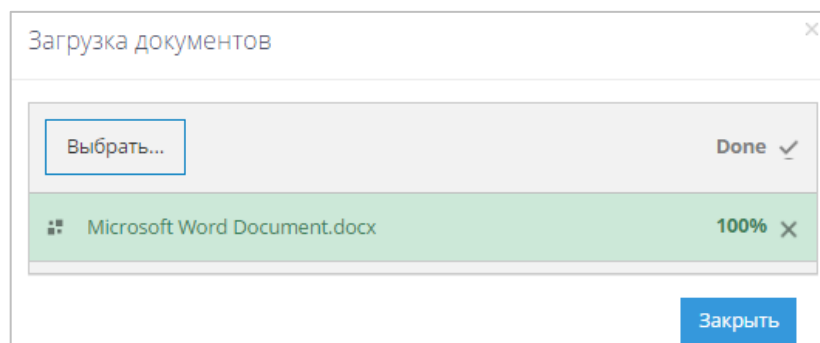 Загрузка документов
Выбрать...
Done
Microsoft Word Document.docx
100%
Закрыть